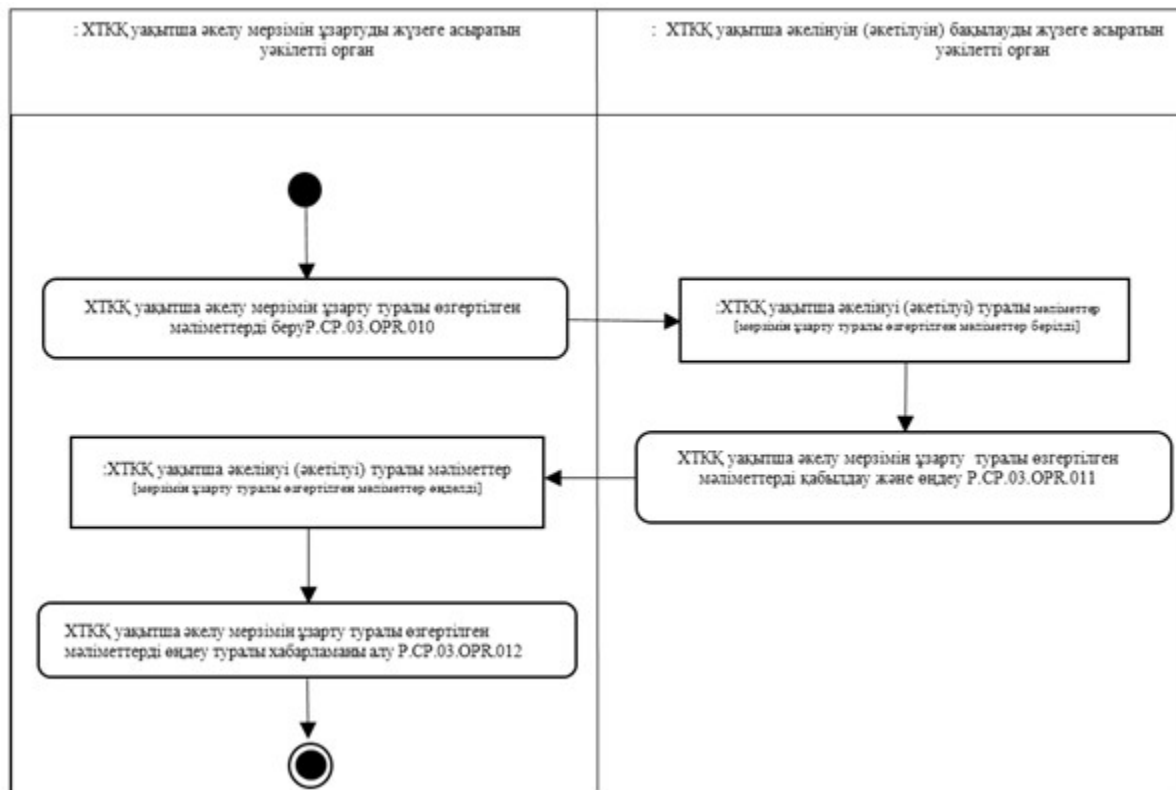 : ХТКҚ уақытша әкелу мерзімін ұзартуды жүзеге асыратын
уәкілетті орган
: ХТКҚ уақытша әкелінуін (әкетілуін) бақылауды жүзеге асыратын
уәкілетті орган
ХТКҚ уақытша әкелу мерзімін ұзарту туралы өзгертілген
мәліметтерді беруP.CP.03.OPR.010
:ХТКҚ уақытша әкелінуі (әкетілуі) туралы мәліметтер
[мерзімін ұзарту туралы өзгертілген мәліметтер берілді]
ХТКҚ уақытша әкелу мерзімін ұзарту туралы өзгертілген
мәліметтерді қабылдау және өңдеу P.CP.03.OPR.011
:ХТКҚ уақытша әкелінуі (әкетілуі) туралы мәліметтер
[мерзімін ұзарту туралы өзгертілген мәліметтер өңделді]
ХТКҚ уақытша әкелу мерзімін ұзарту туралы өзгертілген
мәліметтерді өңдеу туралы хабарламаны алу P.CP.03.OPR.012